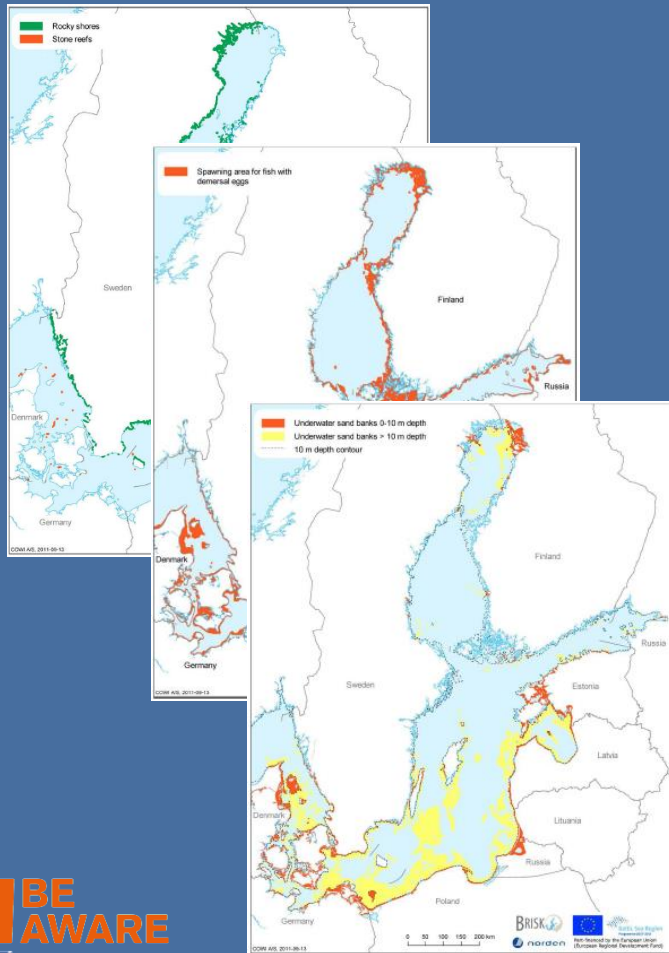 Rocky shores
Stone reefs
Sweden
Denmark
Germany
COWI A/S, 2011-09-13
Spawning area for fish with
demersal eggs
Finland
Russia
Denmark
Germany
COWI A/S, 2011-09-13
Underwater sand banks 0-10 m depth
Underwater sand banks > 10 m depth
10 m depth contour
Finland
Russia
Sweden
Estonia
Latvia
Denmark
Lituania
Russia
Germany
Poland
0 50 100 150 200 km
BRISK
norden
Baltic Sea Region
Part-financed by the European Union
(European Regional Development Fund)
COWI A/S, 2011-09-13
BE
AWARE